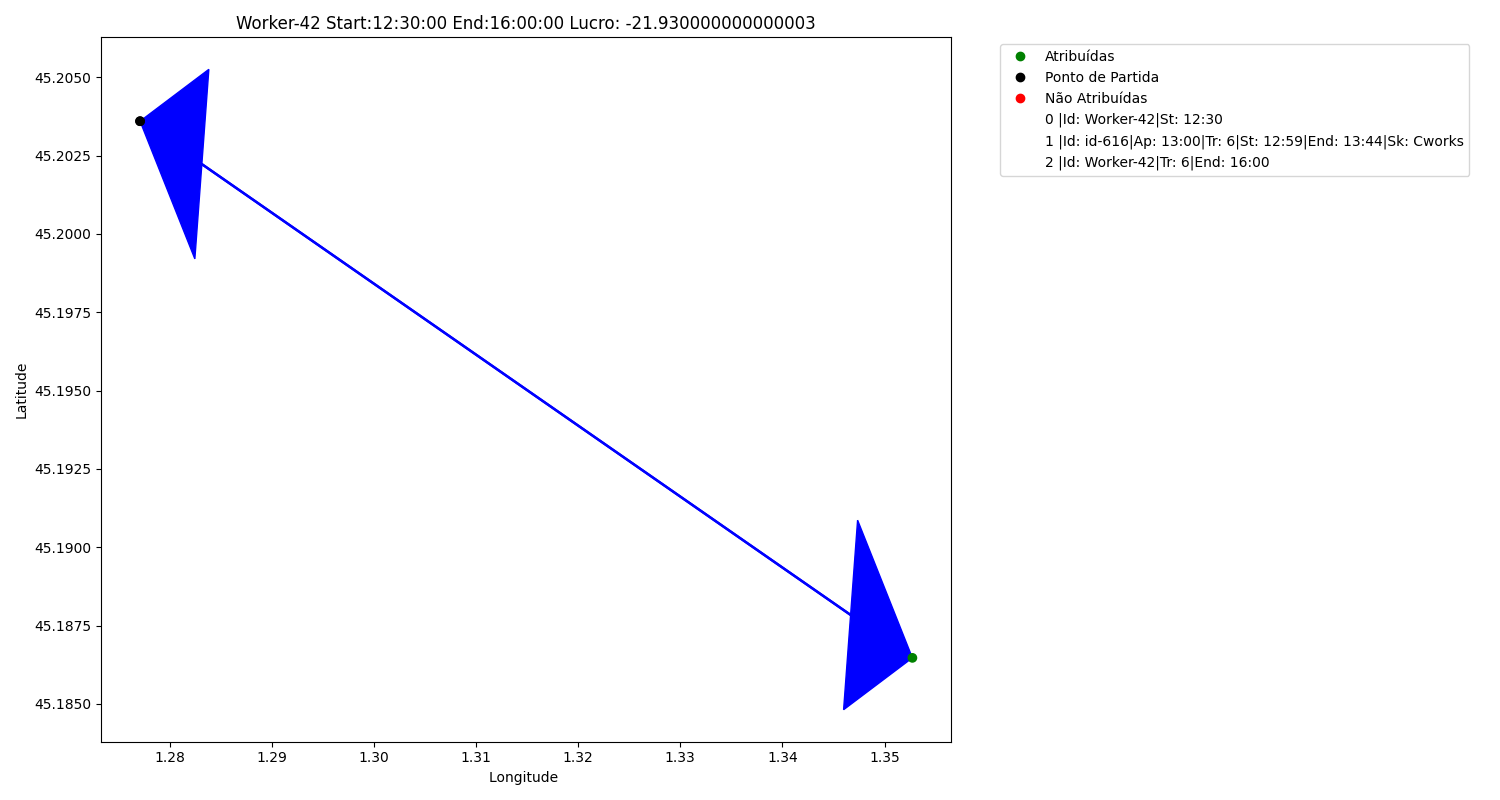 Worker-42 Start:12:30:00 End:16:00:00 Lucro: -21.930000000000003
Atribuídas
Ponto de Partida
Não Atribuídas
0 |Id: Worker-42|St: 12:30
1 |Id: id-616|Ap: 13:00|Tr: 6|St: 12:59|End: 13:44|Sk: Cworks
2 |Id: Worker-42|Tr: 6|End: 16:00
Latitude
45.2050
45.2025
45.2000
45.1975
45.1950
45.1925
45.1900
45.1875
45.1850
1.28 1.29 1.30 1.31 1.32 1.33 1.34 1.35
Longitude